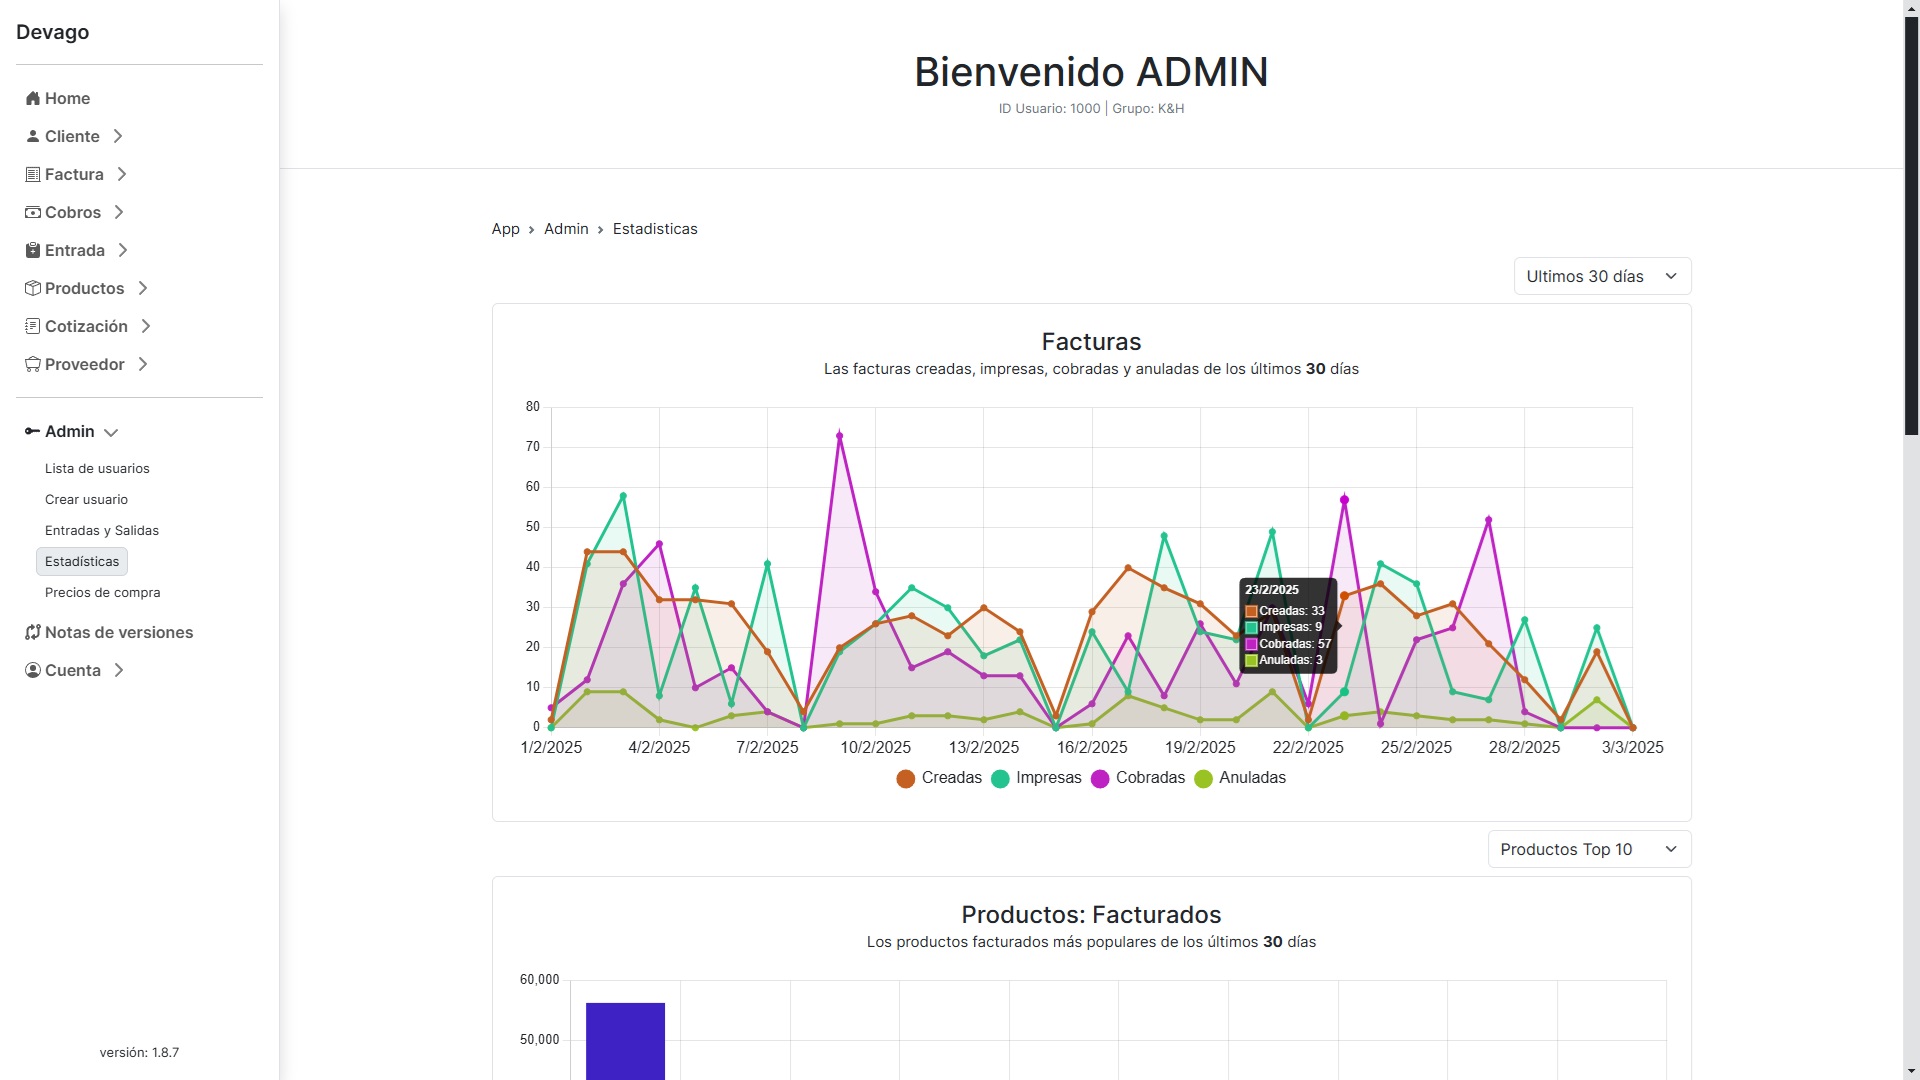 Devago
Home
Cliente
Factura
Cobros
Entrada
Productos
Cotización
Proveedor
Admin
Lista de usuarios
Crear usuario
Entradas y Salidas
Estadísticas
Precios de compra
Notas de versiones
Cuenta
versión: 1.8.7
Bienvenido ADMIN
ID Usuario: 1000 | Grupo: K&H
App › Admin › Estadisticas
Ultimos 30 días
Facturas
Las facturas creadas, impresas, cobradas y anuladas de los últimos 30 días
80
70
60
50
40
30
20
10
0
23/2/2025
Creadas: 33
Impresas: 9
Cobradas: 57
Anuladas: 3
1/2/2025 4/2/2025 7/2/2025 10/2/2025 13/2/2025 16/2/2025 19/2/2025 22/2/2025 25/2/2025 28/2/2025 3/3/2025
Creadas Impresas Cobradas Anuladas
Productos Top 10
Productos: Facturados
Los productos facturados más populares de los últimos 30 días
60,000
50,000